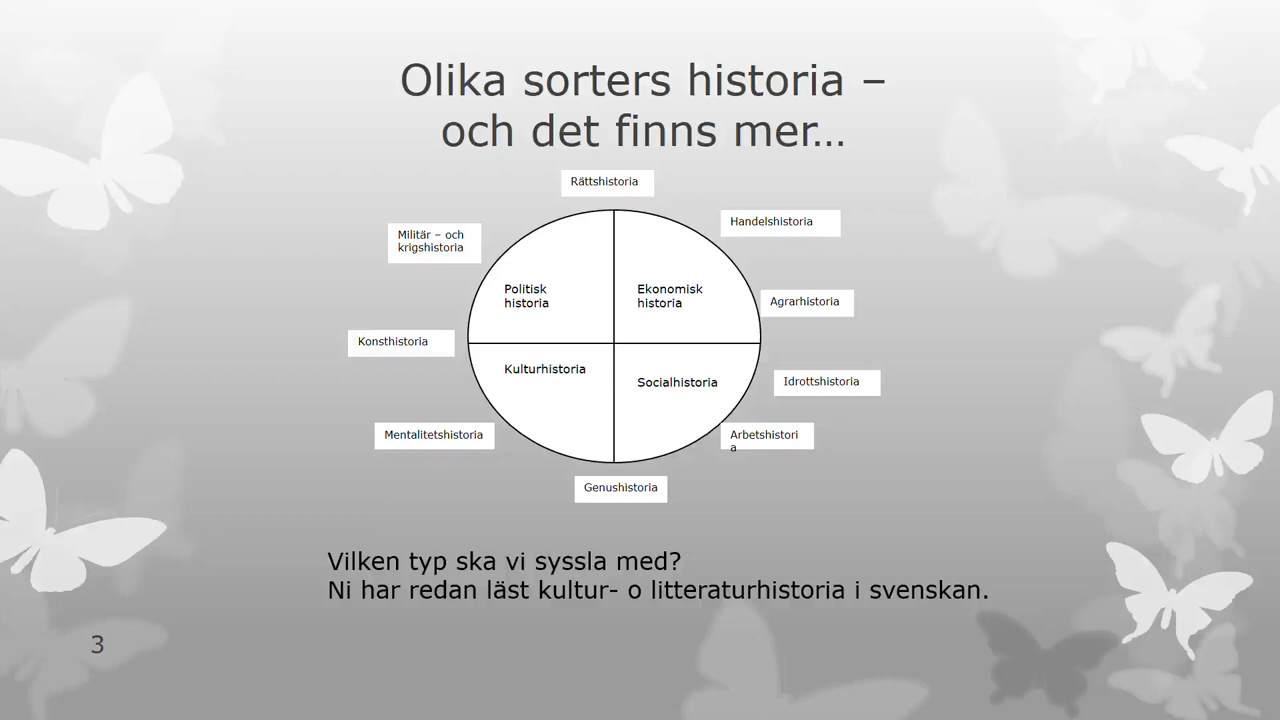 Olika sorters historia –
och det finns mer…
Rättshistoria
Handelshistoria
Militär – och
krigshistoria
Politisk
historia
Ekonomisk
historia
Agrarhistoria
Konsthistoria
Kulturhistoria
Socialhistoria
Idrottshistoria
Mentalitetshistoria
Arbetshistori
a
Genushistoria
Vilken typ ska vi syssla med?
Ni har redan läst kultur- o litteraturhistoria i svenskan.
3